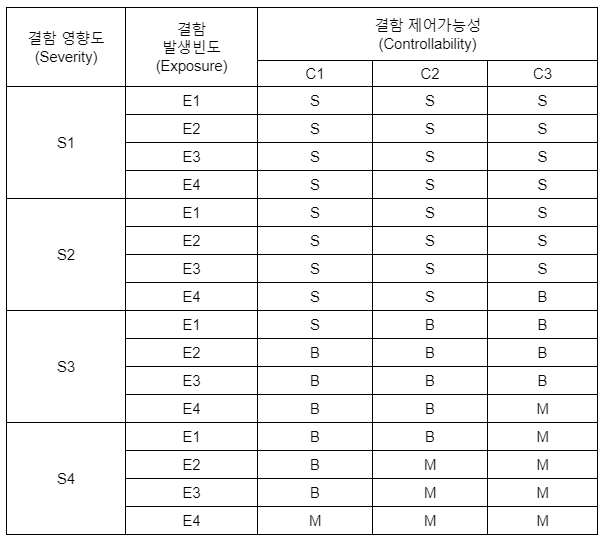 결함 영향도
(Severity)
결함
발생빈도
(Exposure)
결함 제어가능성
(Controllability)
C1 C2 C3
S1
E1 S S S
E2 S S S
E3 S S S
E4 S S S
S2
E1 S S S
E2 S S S
E3 S S S
E4 S S B
S3
E1 S B B
E2 B B B
E3 B B B
E4 B B M
S4
E1 B B M
E2 B M M
E3 B M M
E4 M M M